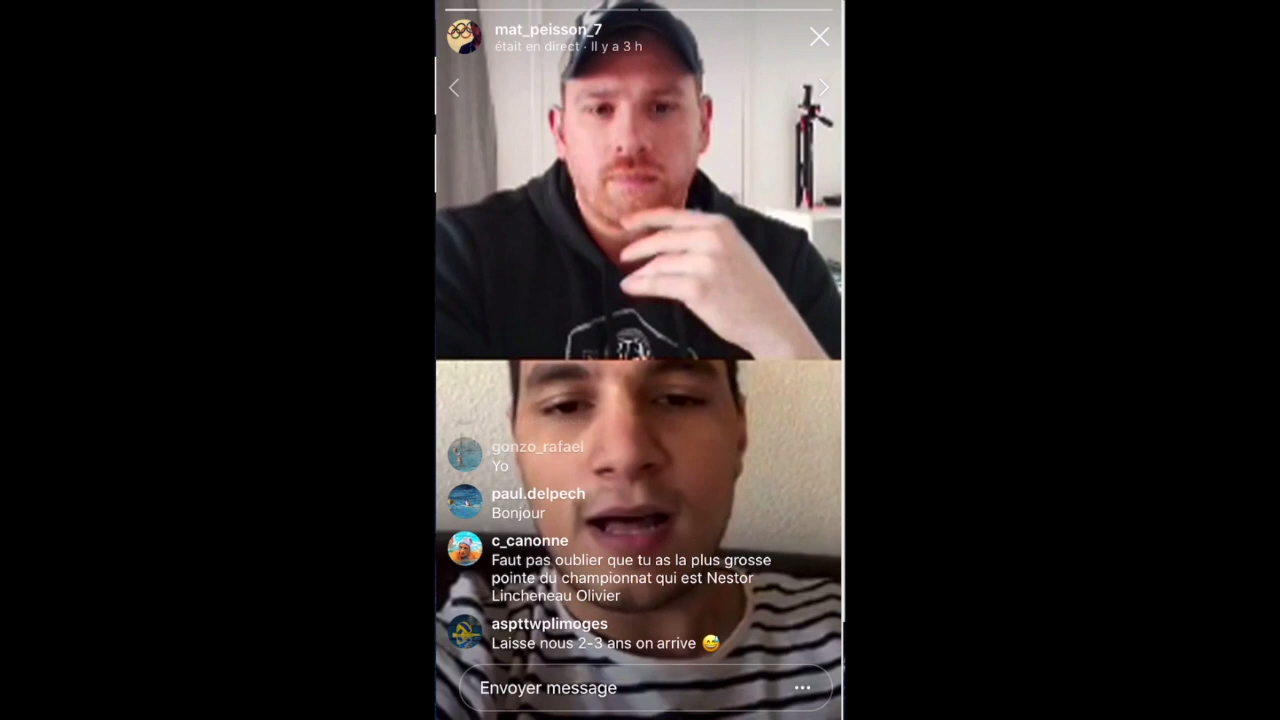 mat_peisson_7
était en direct · Il y a 3 h
gonzo_rafael
Yo
paul.delpech
Bonjour
c_canonne
Faut pas oublier que tu as la plus grosse
pointe du championnat qui est Nestor
Lincheneau Olivier
aspttwplimoges
Laisse nous 2-3 ans on arrive 😅
Envoyer message